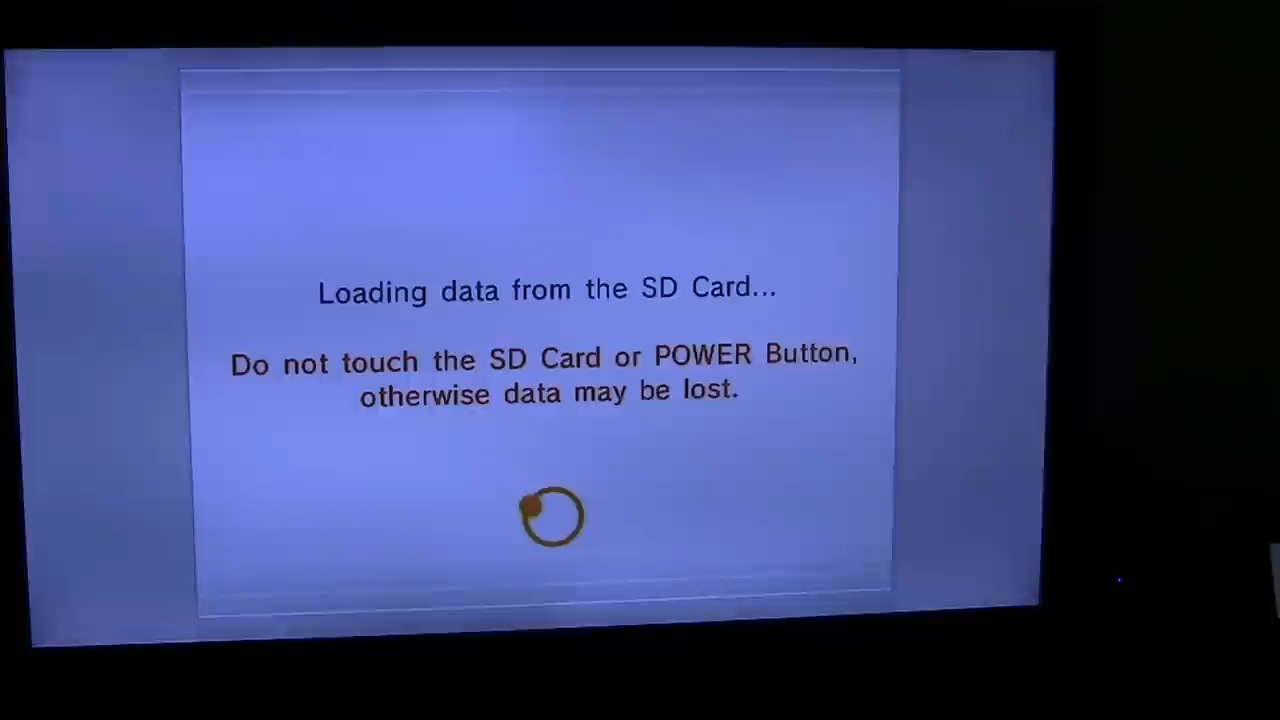 Loading data from the SD Card...
Do not touch the SD Card or POWER Button,
otherwise data may be lost.